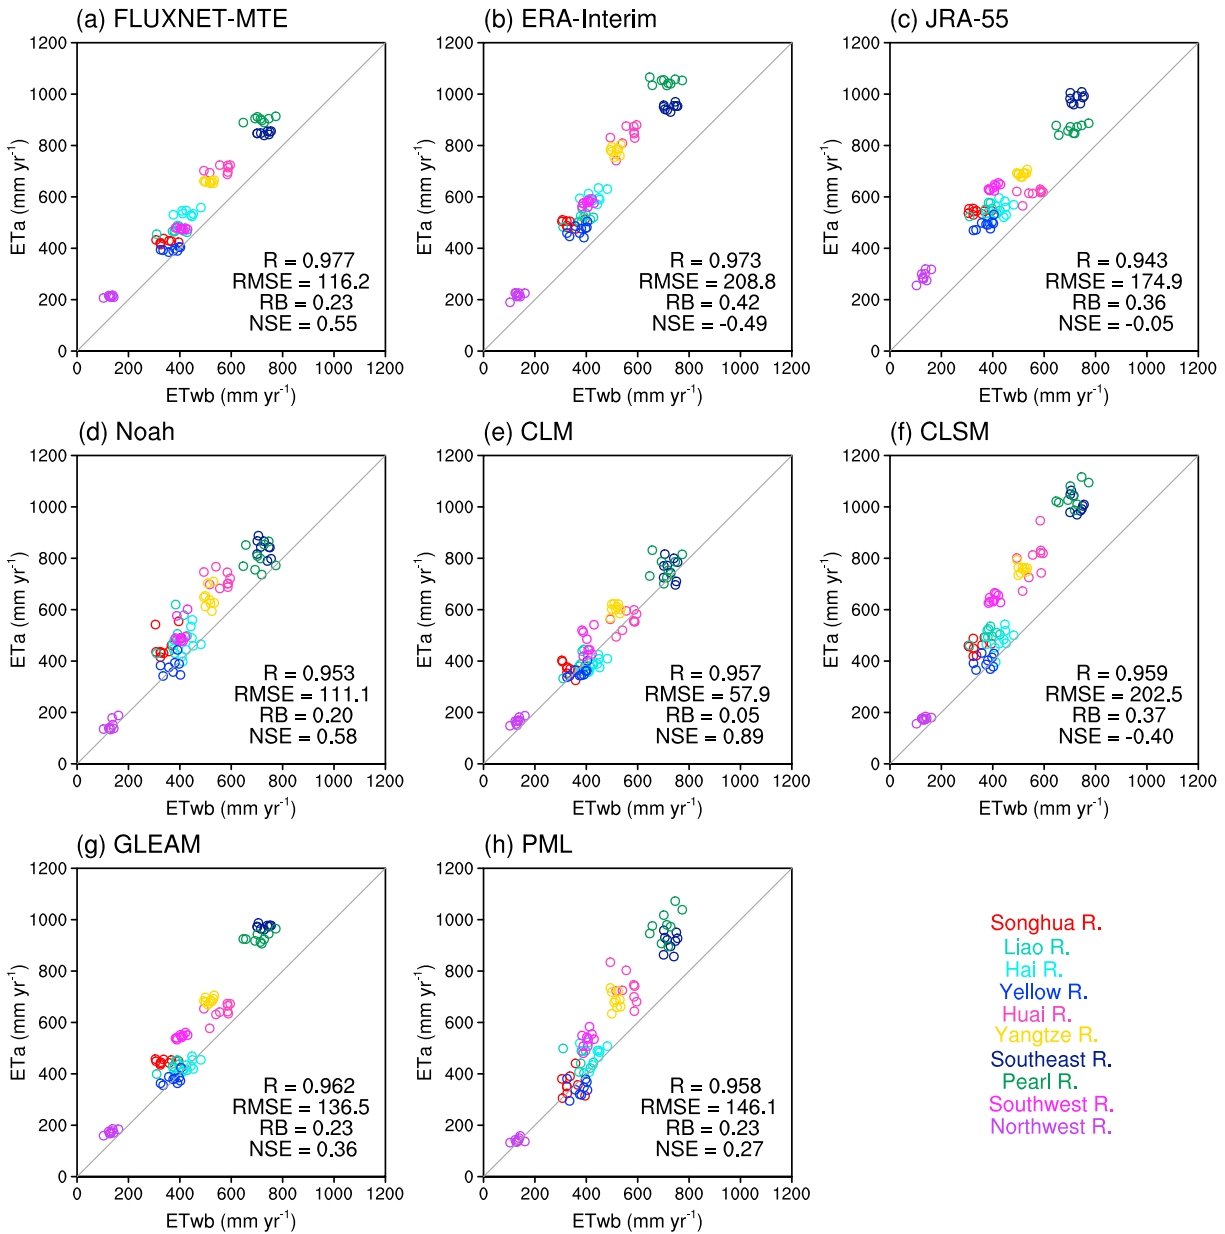 (a) FLUXNET-MTE
1200
1000
800
600
400
200
0
ETa (mm yr⁻¹)
R = 0.977
RMSE = 116.2
RB = 0.23
NSE = 0.55
0 200 400 600 800 1000 1200
ETwb (mm yr⁻¹)
(b) ERA-Interim
1200
1000
800
600
400
200
0
ETa (mm yr⁻¹)
R = 0.973
RMSE = 208.8
RB = 0.42
NSE = -0.49
0 200 400 600 800 1000 1200
ETwb (mm yr⁻¹)
(c) JRA-55
1200
1000
800
600
400
200
0
ETa (mm yr⁻¹)
R = 0.943
RMSE = 174.9
RB = 0.36
NSE = -0.05
0 200 400 600 800 1000 1200
ETwb (mm yr⁻¹)
(d) Noah
1200
1000
800
600
400
200
0
ETa (mm yr⁻¹)
R = 0.953
RMSE = 111.1
RB = 0.20
NSE = 0.58
0 200 400 600 800 1000 1200
ETwb (mm yr⁻¹)
(e) CLM
1200
1000
800
600
400
200
0
ETa (mm yr⁻¹)
R = 0.957
RMSE = 57.9
RB = 0.05
NSE = 0.89
0 200 400 600 800 1000 1200
ETwb (mm yr⁻¹)
(f) CLSM
1200
1000
800
600
400
200
0
ETa (mm yr⁻¹)
R = 0.959
RMSE = 202.5
RB = 0.37
NSE = -0.40
0 200 400 600 800 1000 1200
ETwb (mm yr⁻¹)
(g) GLEAM
1200
1000
800
600
400
200
0
ETa (mm yr⁻¹)
R = 0.962
RMSE = 136.5
RB = 0.23
NSE = 0.36
0 200 400 600 800 1000 1200
ETwb (mm yr⁻¹)
(h) PML
1200
1000
800
600
400
200
0
ETa (mm yr⁻¹)
R = 0.958
RMSE = 146.1
RB = 0.23
NSE = 0.27
0 200 400 600 800 1000 1200
ETwb (mm yr⁻¹)
Songhua R.
Liao R.
Hai R.
Yellow R.
Huai R.
Yangtze R.
Southeast R.
Pearl R.
Southwest R.
Northwest R.